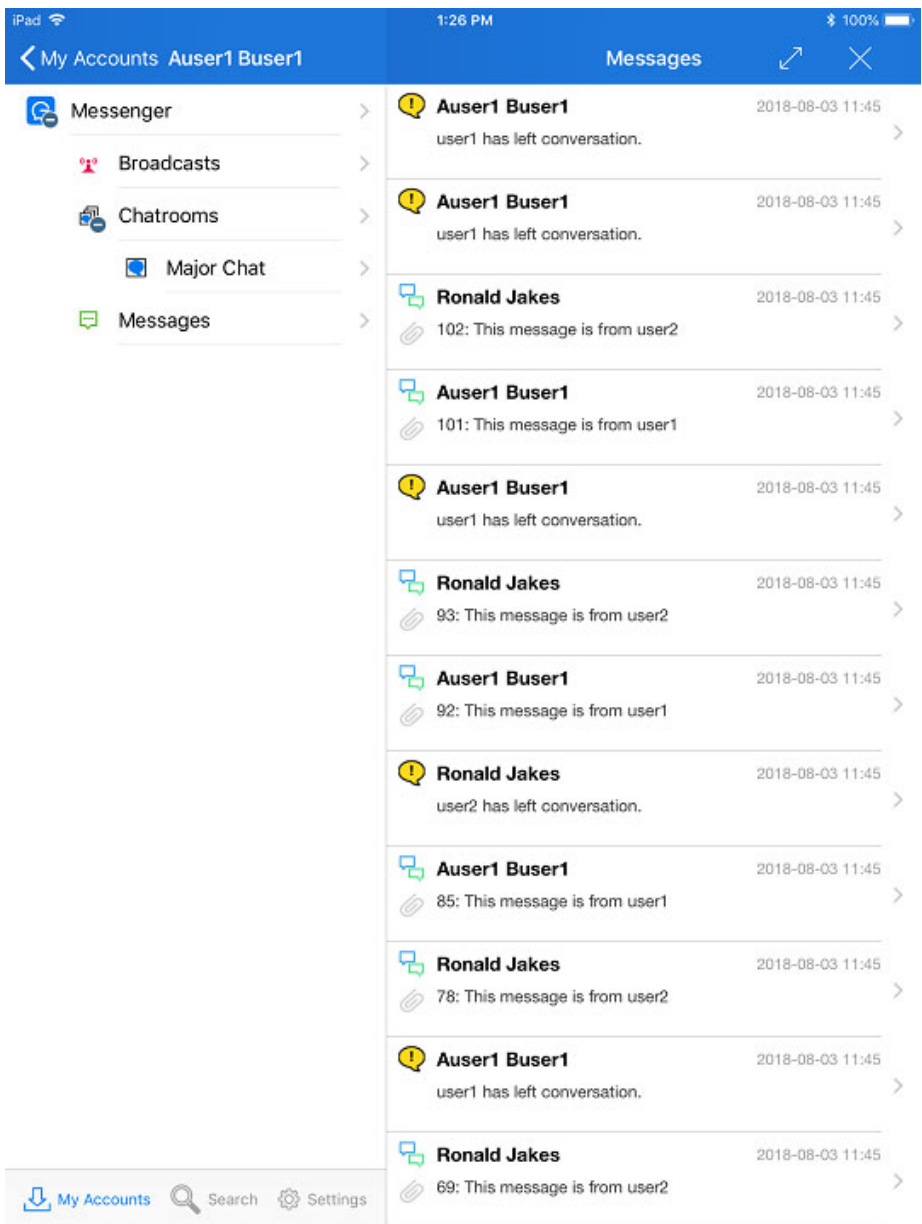 iPad 1:26 PM 100%
My Accounts Auser1 Buser1
Messages
Messenger
Broadcasts
Chatrooms
Major Chat
Messages
Auser1 Buser1 2018-08-03 11:45
user1 has left conversation.
Auser1 Buser1 2018-08-03 11:45
user1 has left conversation.
Ronald Jakes 2018-08-03 11:45
102: This message is from user2
Auser1 Buser1 2018-08-03 11:45
101: This message is from user1
Auser1 Buser1 2018-08-03 11:45
user1 has left conversation.
Ronald Jakes 2018-08-03 11:45
93: This message is from user2
Auser1 Buser1 2018-08-03 11:45
92: This message is from user1
Ronald Jakes 2018-08-03 11:45
user2 has left conversation.
Auser1 Buser1 2018-08-03 11:45
85: This message is from user1
Ronald Jakes 2018-08-03 11:45
78: This message is from user2
Auser1 Buser1 2018-08-03 11:45
user1 has left conversation.
Ronald Jakes 2018-08-03 11:45
69: This message is from user2
My Accounts Search Settings